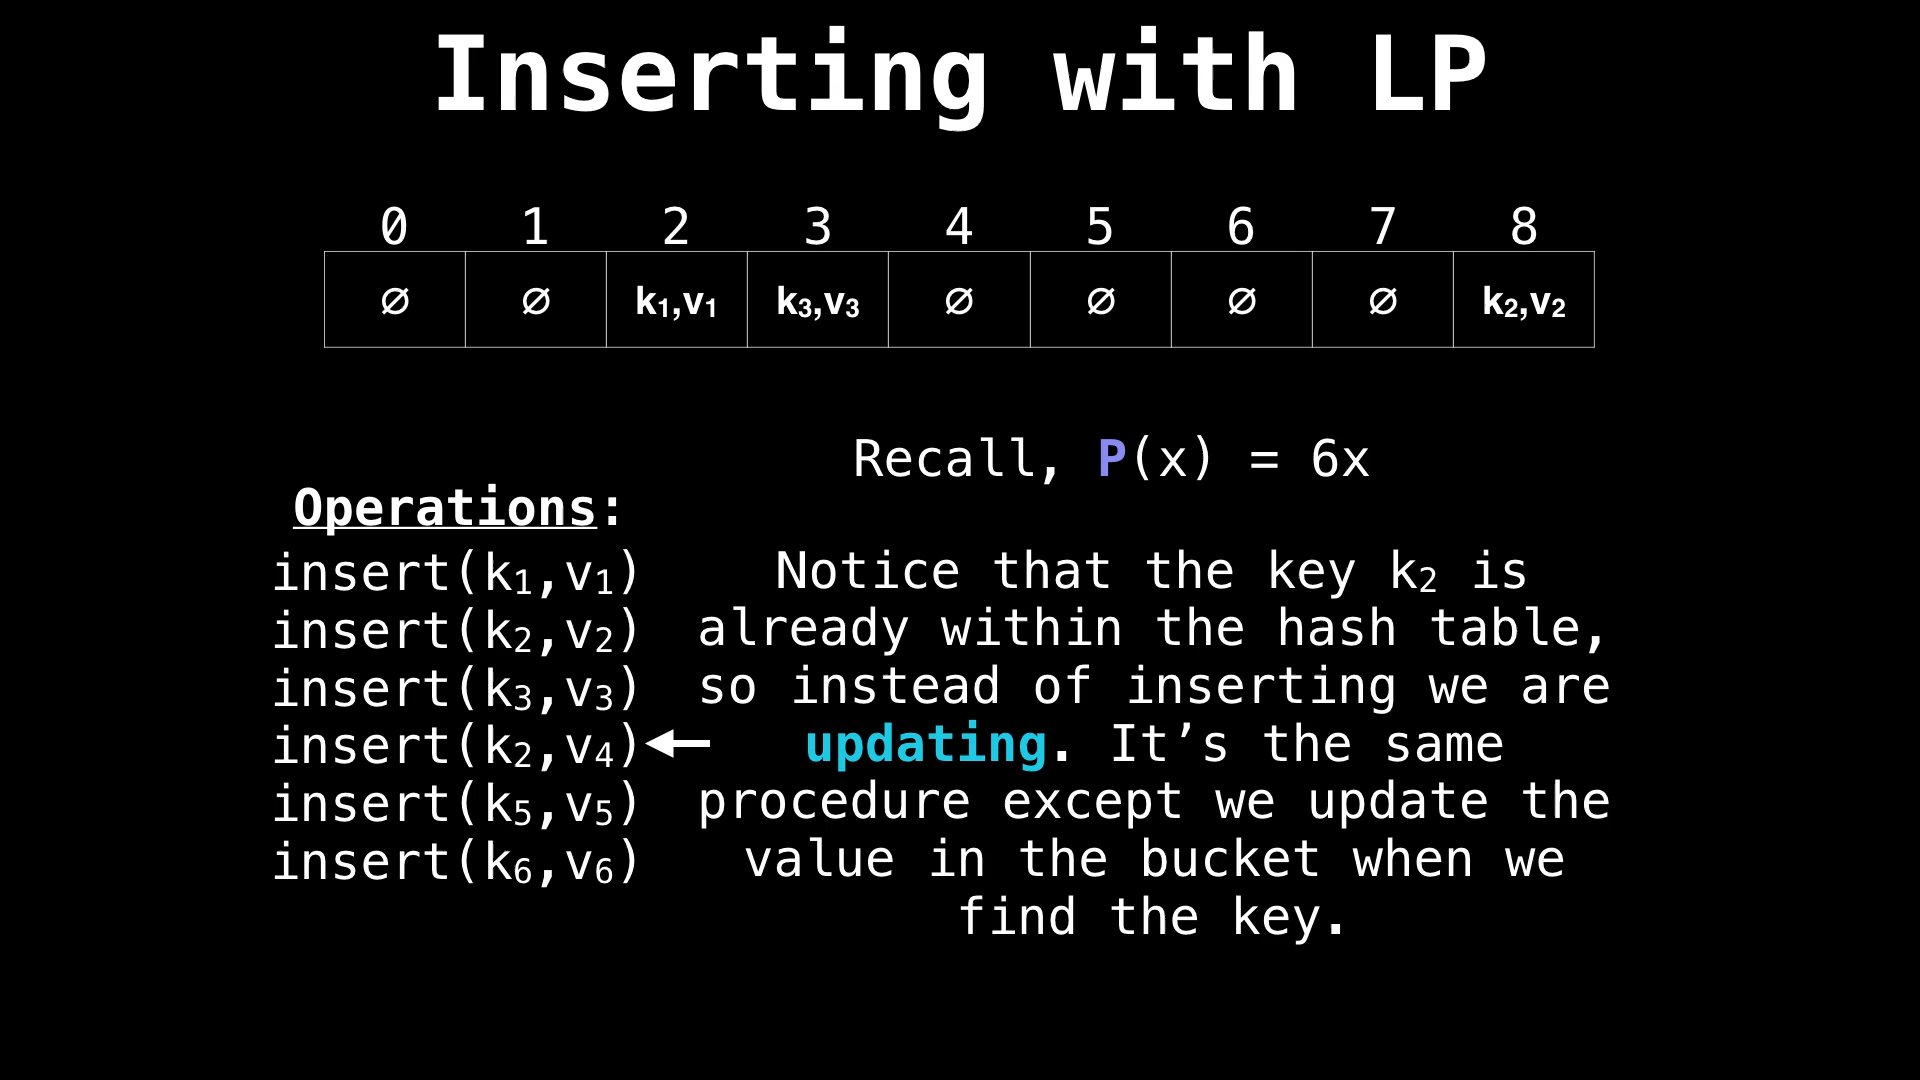 Inserting with LP
0 1 2 3 4 5 6 7 8
∅ ∅ k₁,v₁ k₃,v₃ ∅ ∅ ∅ ∅ k₂,v₂
Recall, P(x) = 6x
Operations:
insert(k₁,v₁)
insert(k₂,v₂)
insert(k₃,v₃)
insert(k₂,v₄)
insert(k₅,v₅)
insert(k₆,v₆)
Notice that the key k₂ is
already within the hash table,
so instead of inserting we are
updating. It’s the same
procedure except we update the
value in the bucket when we
find the key.